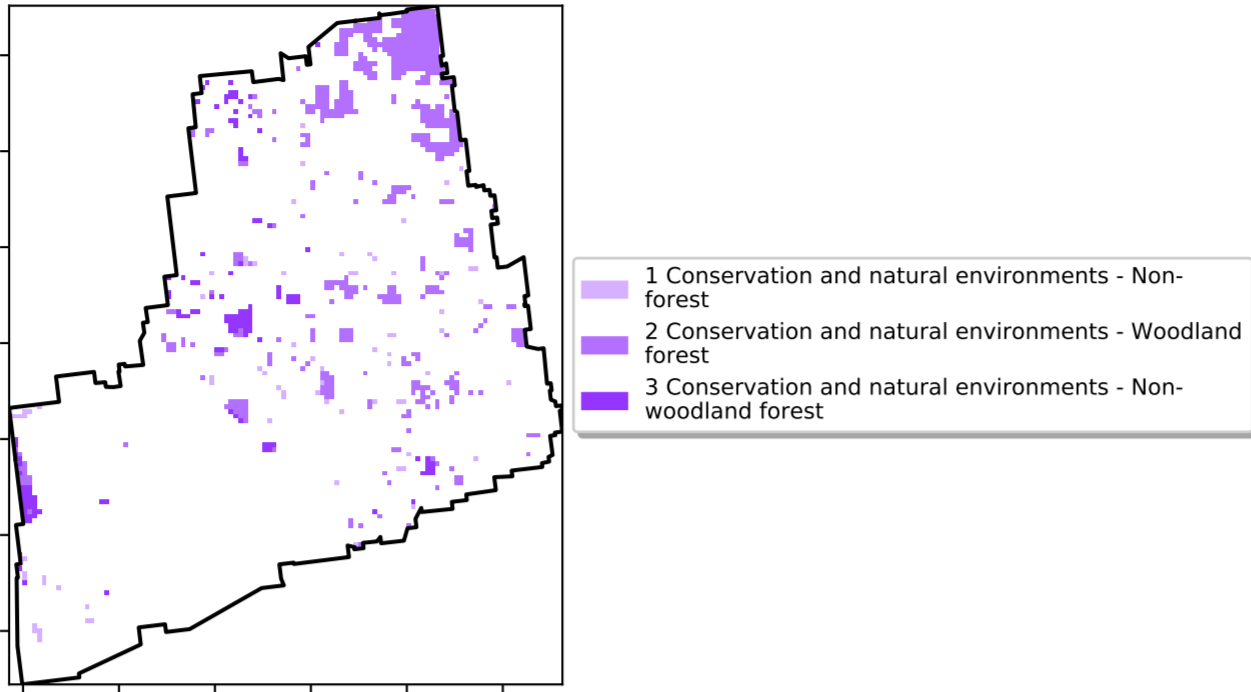 1 Conservation and natural environments - Non-
forest
2 Conservation and natural environments - Woodland
forest
3 Conservation and natural environments - Non-
woodland forest